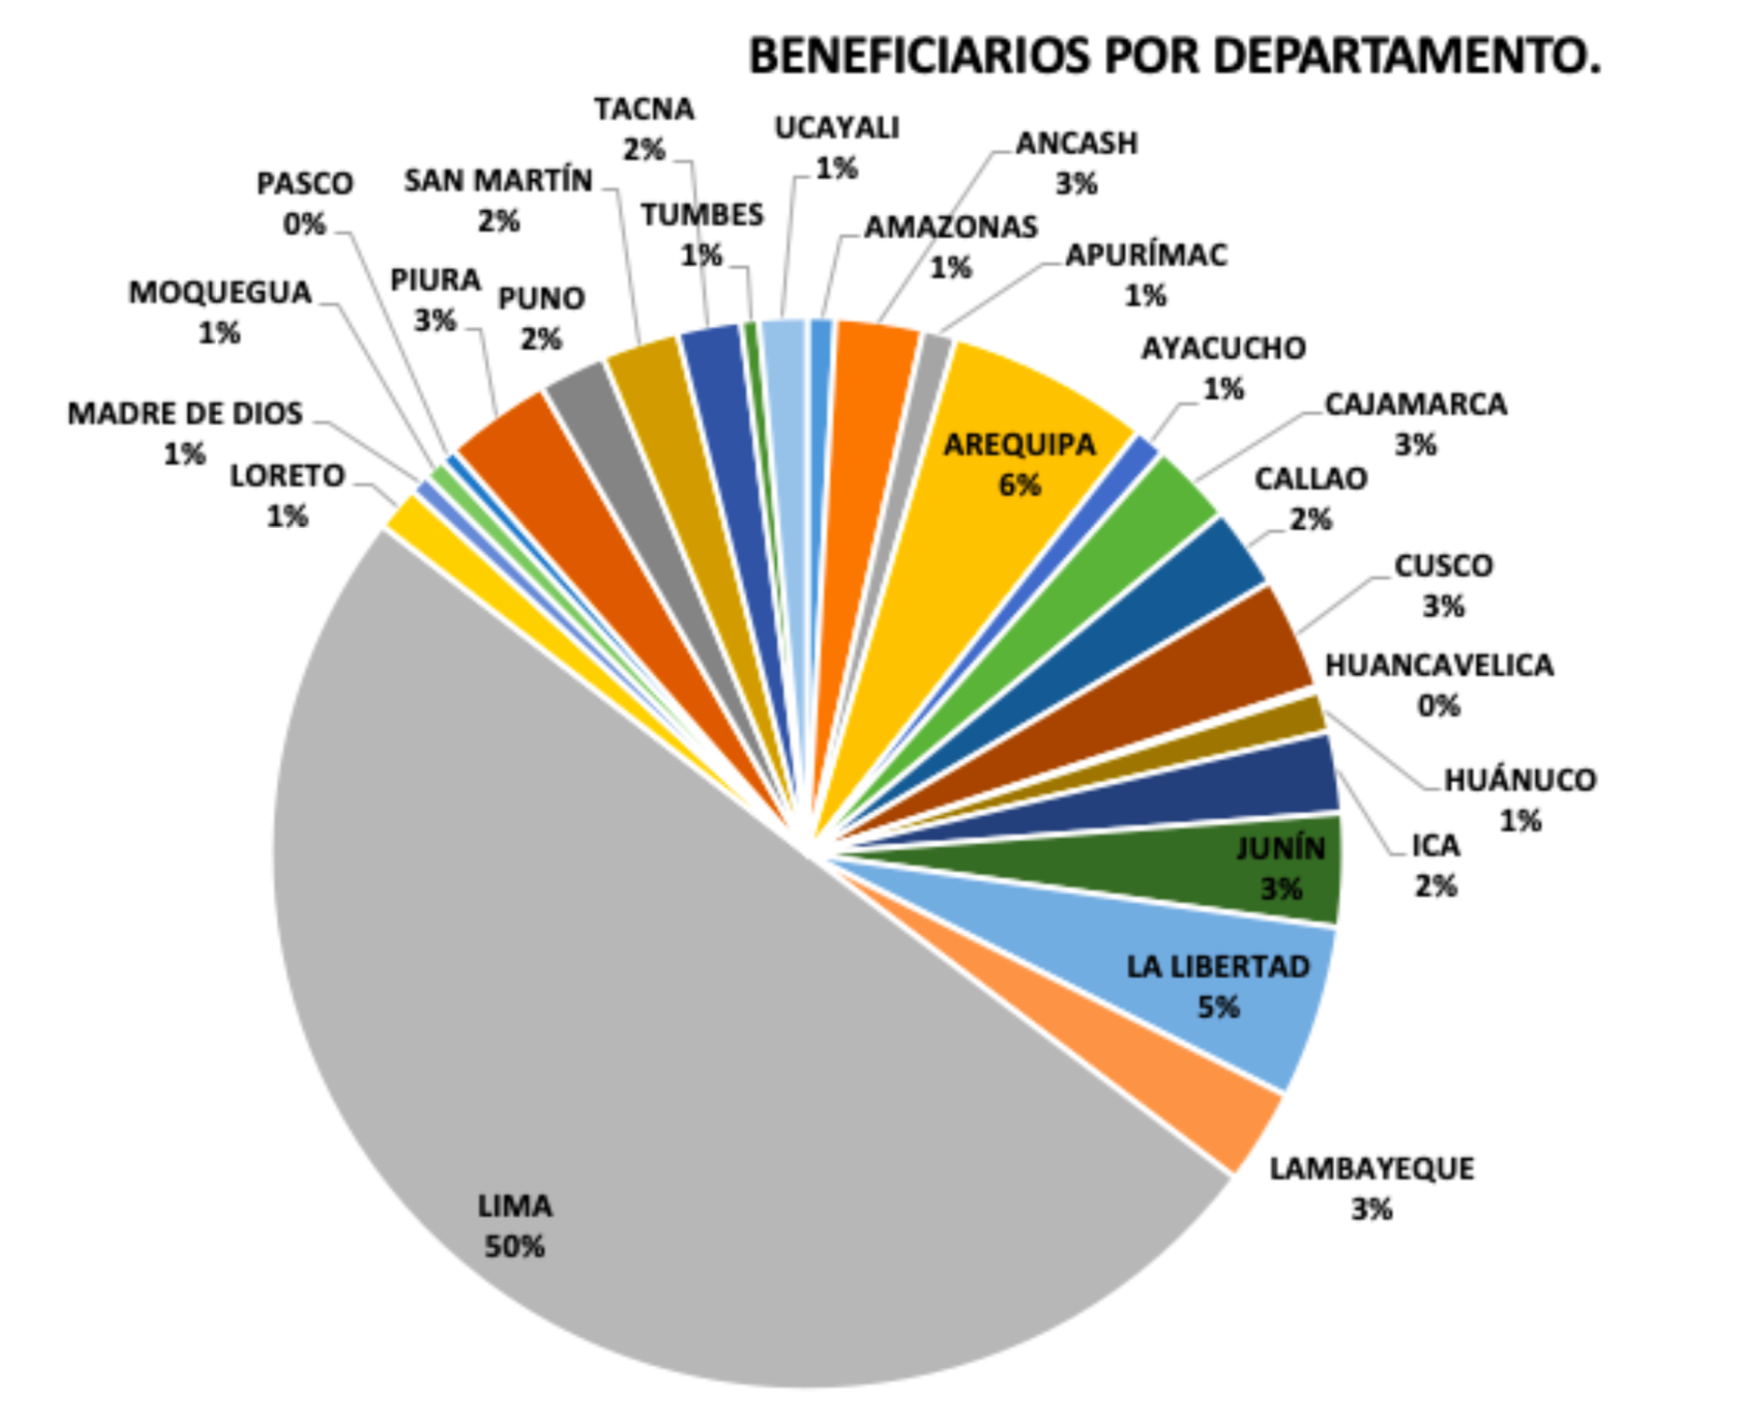 BENEFICIARIOS POR DEPARTAMENTO.
TACNA
2%
UCAYALI
1%
ANCASH
3%
PASCO
0%
SAN MARTÍN
2%
TUMBES
1%
AMAZONAS
1%
APURÍMAC
1%
MOQUEGUA
1%
PIURA
3%
PUNO
2%
AYACUCHO
1%
MADRE DE DIOS
1%
CAJAMARCA
3%
AREQUIPA
6%
LORETO
1%
CALLAO
2%
CUSCO
3%
HUANCAVELICA
0%
HUÁNUCO
1%
ICA
2%
JUNÍN
3%
LA LIBERTAD
5%
LAMBAYEQUE
3%
LIMA
50%